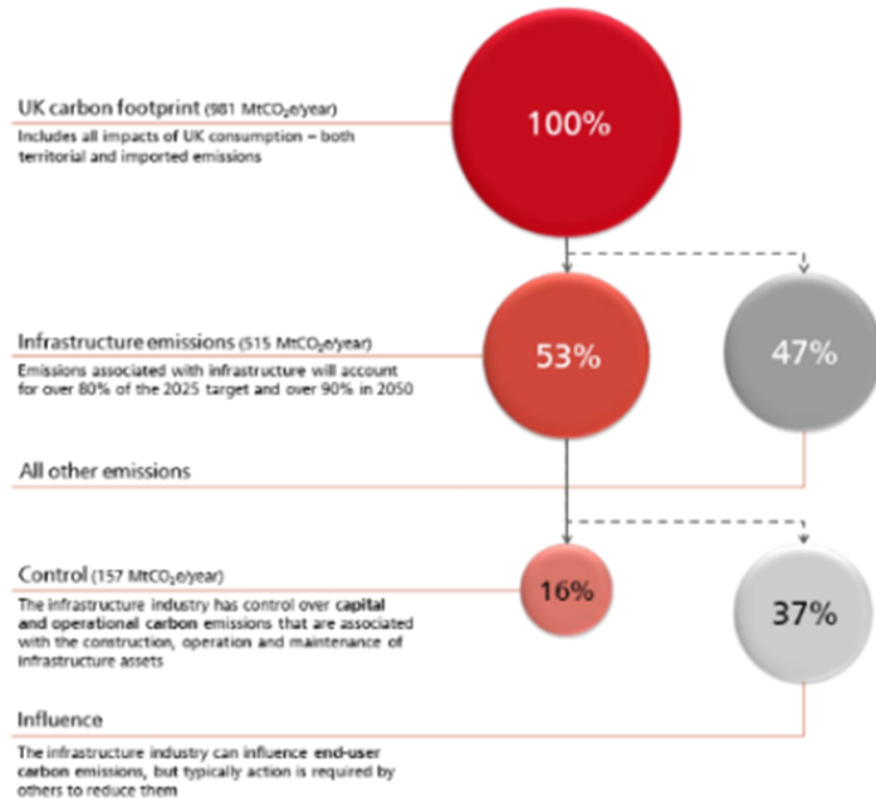 100%
UK carbon footprint (981 MtCO₂e/year)
Includes all impacts of UK consumption – both
territorial and imported emissions
Infrastructure emissions (515 MtCO₂e/year)
53%
47%
Emissions associated with infrastructure will account
for over 80% of the 2025 target and over 90% in 2050
All other emissions
Control (157 MtCO₂e/year)
16%
37%
The infrastructure industry has control over capital
and operational carbon emissions that are associated
with the construction, operation and maintenance of
infrastructure assets
Influence
The infrastructure industry can influence end-user
carbon emissions, but typically action is required by
others to reduce them